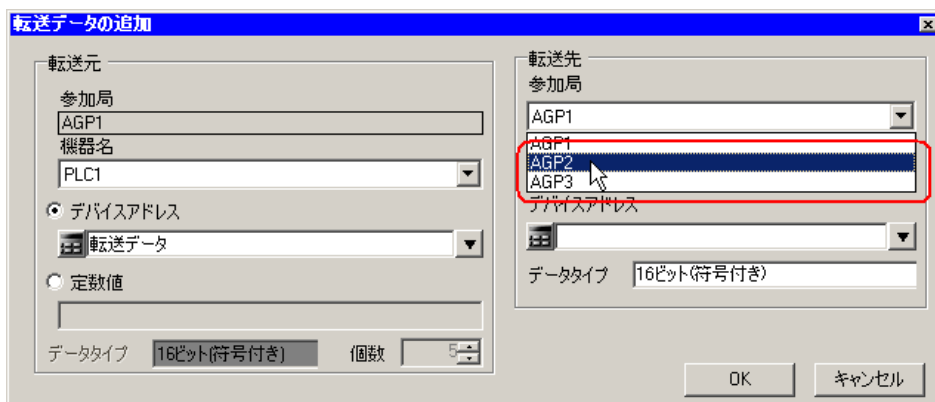 転送データの追加
転送元
参加局
AGP1
機器名
PLC1
デバイスアドレス
転送データ
定数値
データタイプ 16ビット(符号付き) 個数 5
転送先
参加局
AGP1
AGP1
AGP2
AGP3
デバイスアドレス
データタイプ 16ビット(符号付き)
OK キャンセル